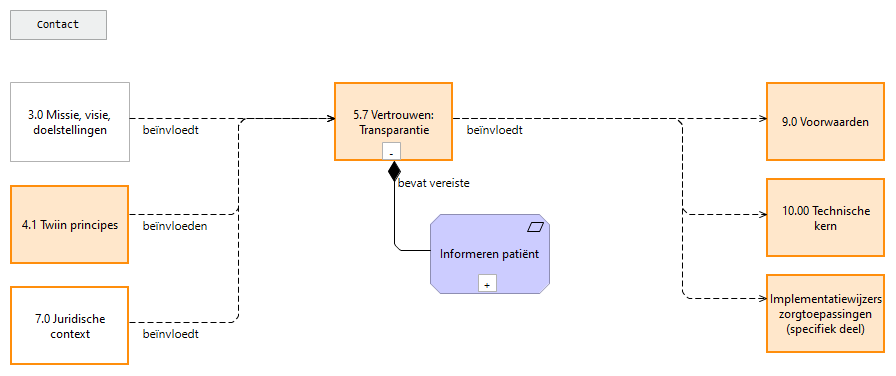 Contact
3.0 Missie, visie,
doelstellingen
beïnvloedt
5.7 Vertrouwen:
Transparantie
-
beïnvloedt
9.0 Voorwaarden
bevat vereiste
4.1 Twiin principes
beïnvloeden
Informeren patiënt
+
10.00 Technische
kern
7.0 Juridische
context
beïnvloedt
Implementatiewijzers
zorgtoepassingen
(specifiek deel)